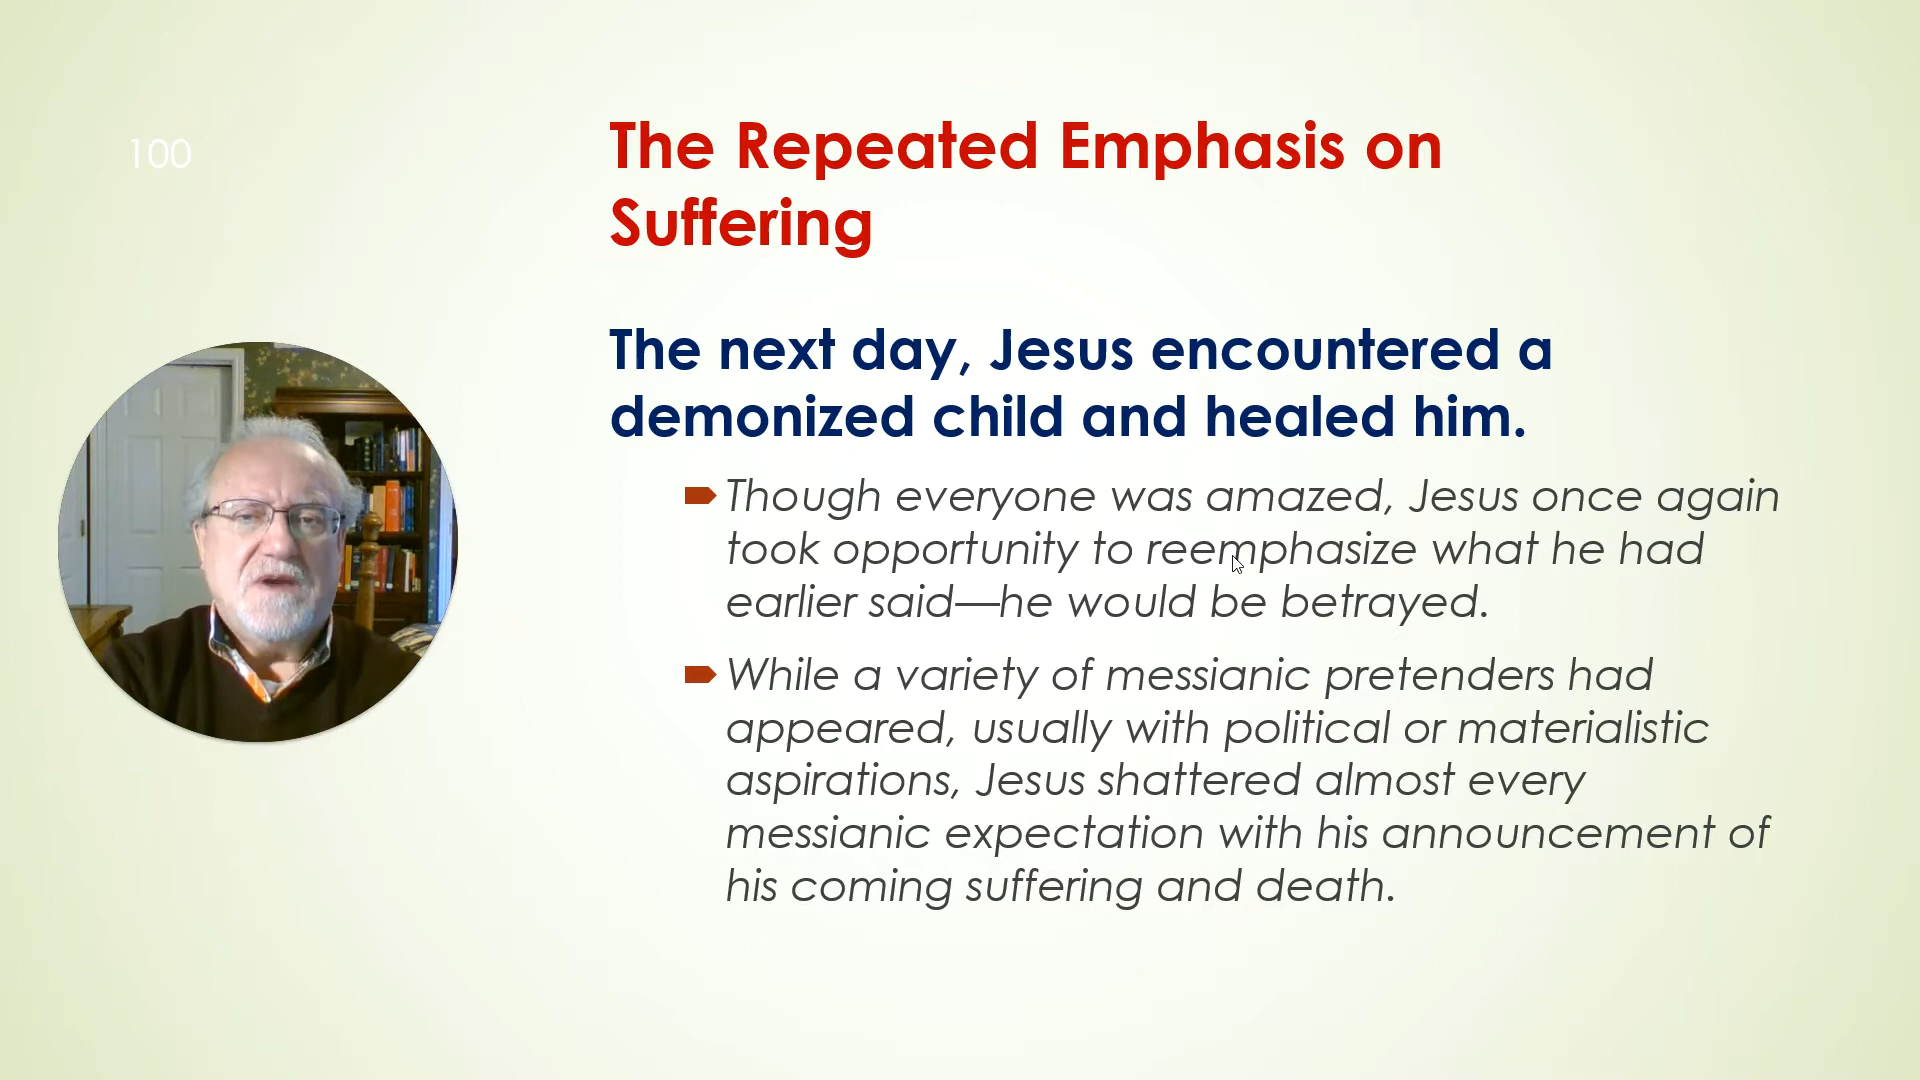 100
The Repeated Emphasis on
Suffering
The next day, Jesus encountered a
demonized child and healed him.
Though everyone was amazed, Jesus once again
took opportunity to reemphasize what he had
earlier said—he would be betrayed.
While a variety of messianic pretenders had
appeared, usually with political or materialistic
aspirations, Jesus shattered almost every
messianic expectation with his announcement of
his coming suffering and death.